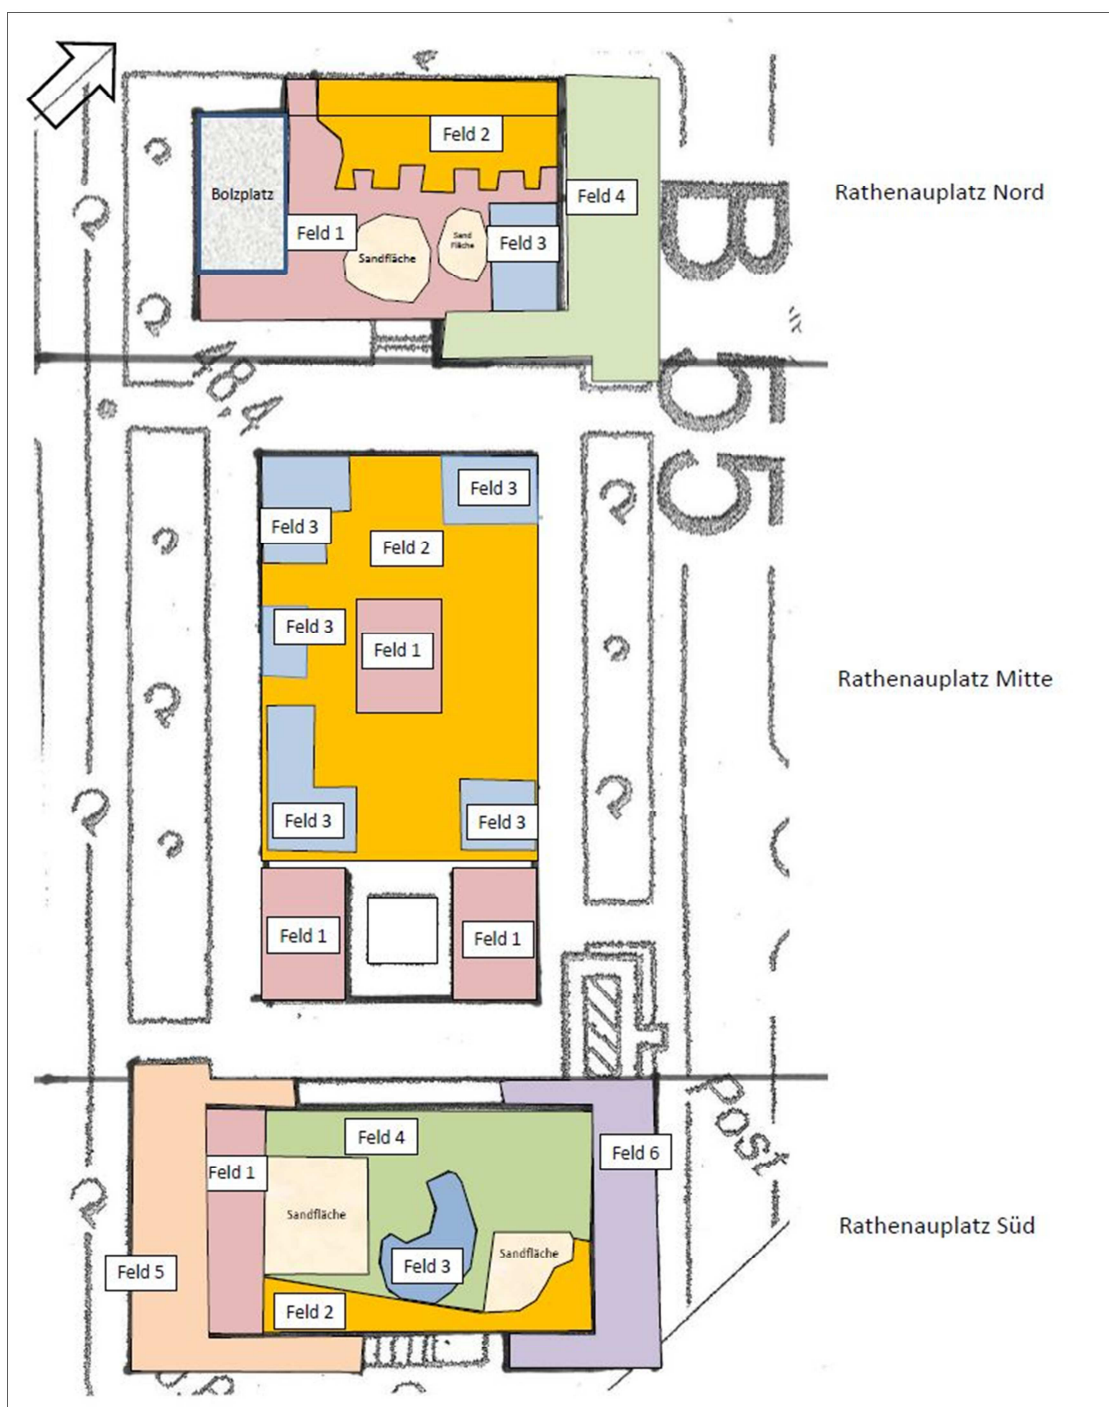 Feld 2
Bolzplatz
Feld 4
Rathenauplatz Nord
Feld 1
Sandfläche
Sand
Fläche
Feld 3
B
55
48,4
Feld 3
Feld 3
Feld 2
Feld 3
Feld 1
Rathenauplatz Mitte
Feld 3
Feld 3
Feld 1
Feld 1
Post
Feld 4
Feld 6
Feld 1
Sandfläche
Rathenauplatz Süd
Sandfläche
Feld 5
Feld 3
Feld 2